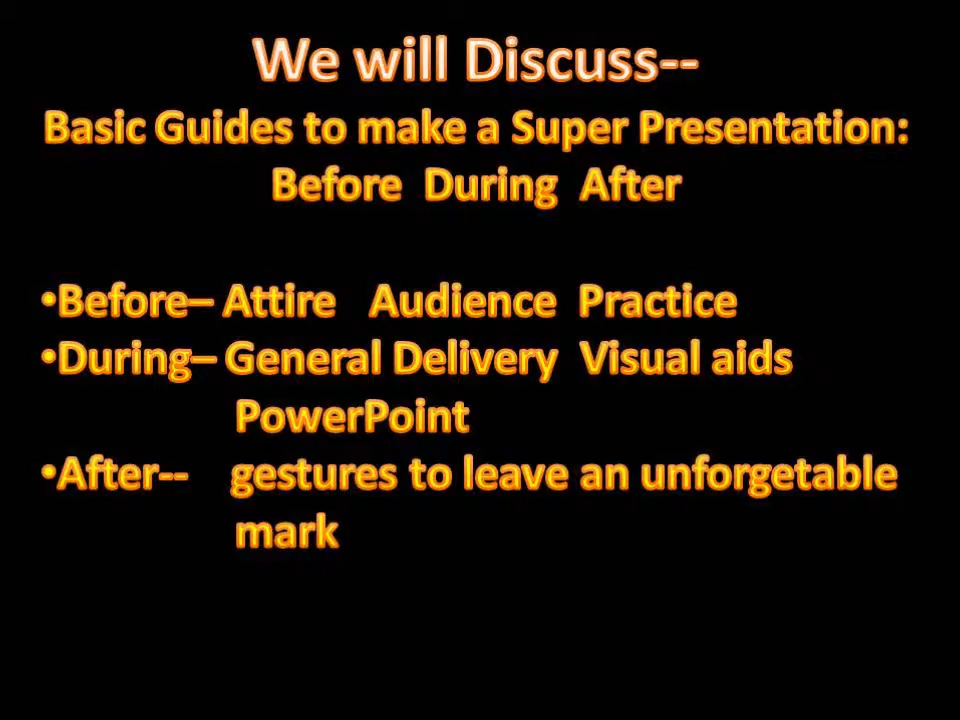 We will Discuss--
Basic Guides to make a Super Presentation:
Before During After
•Before– Attire Audience Practice
•During– General Delivery Visual aids
PowerPoint
•After-- gestures to leave an unforgetable
mark